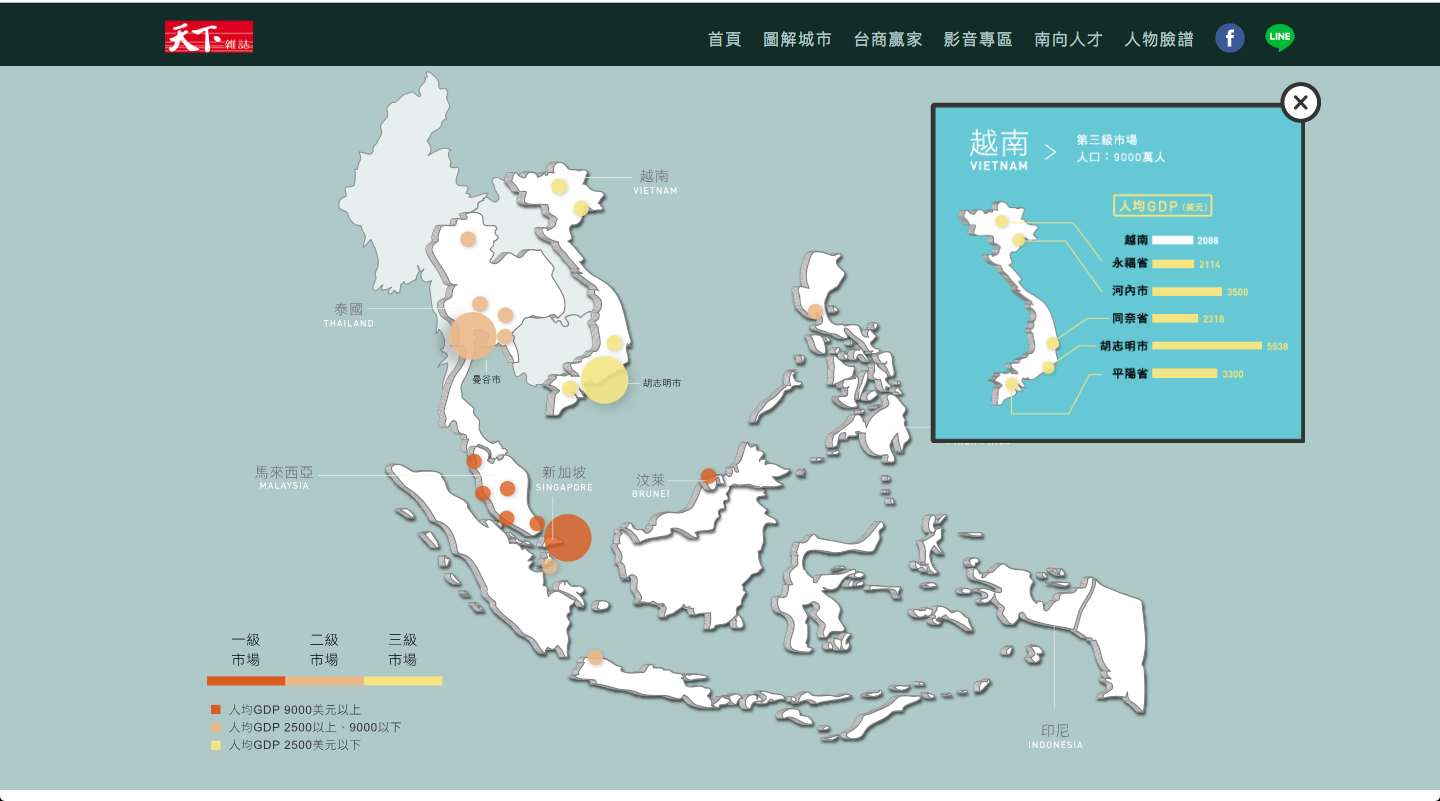 天下雜誌
首頁 圖解城市 台商贏家 影音專區 南向人才 人物臉譜 f LINE
越南
VIETNAM
第三級市場
人口：9000萬人
人均GDP (美元)
越南 2088
永福省 2114
河內市 3500
同奈省 2318
胡志明市 5538
平陽省 3300
越南
VIETNAM
泰國
THAILAND
曼谷市
胡志明市
馬來西亞
MALAYSIA
新加坡
SINGAPORE
汶萊
BRUNEI
印尼
INDONESIA
一級 二級 三級
市場 市場 市場
人均GDP 9000美元以上
人均GDP 2500以上、9000以下
人均GDP 2500美元以下